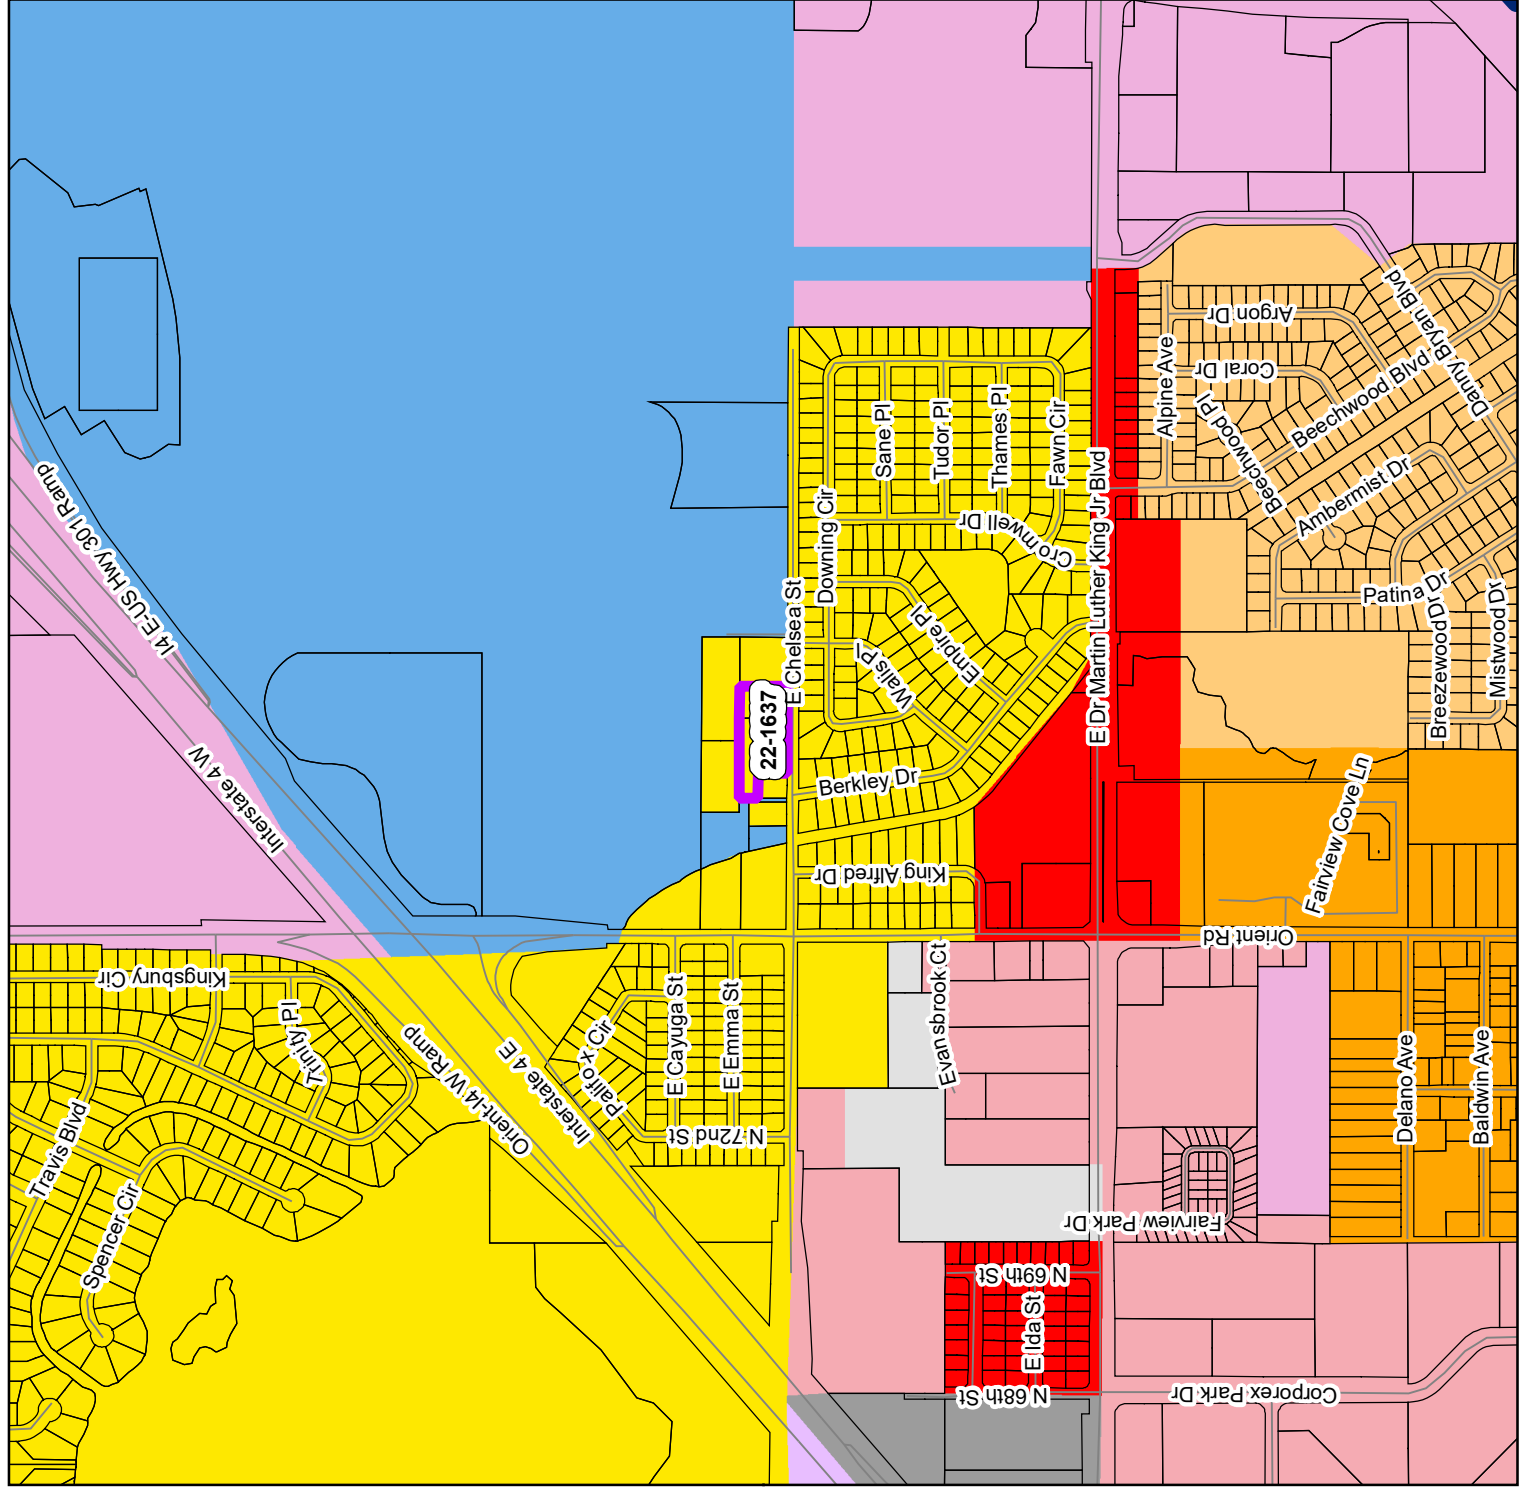 I4 E-US Hwy 301 Ramp
Interstate 4 W
Argon Dr
Danny Bryan Blvd
Alpine Ave
Coral Dr
Beechwood Blvd
Beechwood Pl
Ambermist Dr
Sane Pl
Tudor Pl
Thames Pl
Fawn Cir
Downing Cir
Cromwell Dr
E Dr Martin Luther King Jr Blvd
E Chelsea St
Patina Dr
Breezewood Dr
Mistwood Dr
Empire Pl
Walis Pl
22-1637
Berkley Dr
Fairview Cove Ln
King Alfred Dr
Orient Rd
Kingsbury Cir
Trinity Pl
Orient-I4 W Ramp
Interstate 4 E
Palifox Cir
E Cayuga St
E Emma St
Evansbrook Ct
Delano Ave
Baldwin Ave
N 72nd St
Travis Blvd
Spencer Cir
Fairview Park Dr
N 69th St
E Ida St
N 68th St
Corporex Park Dr